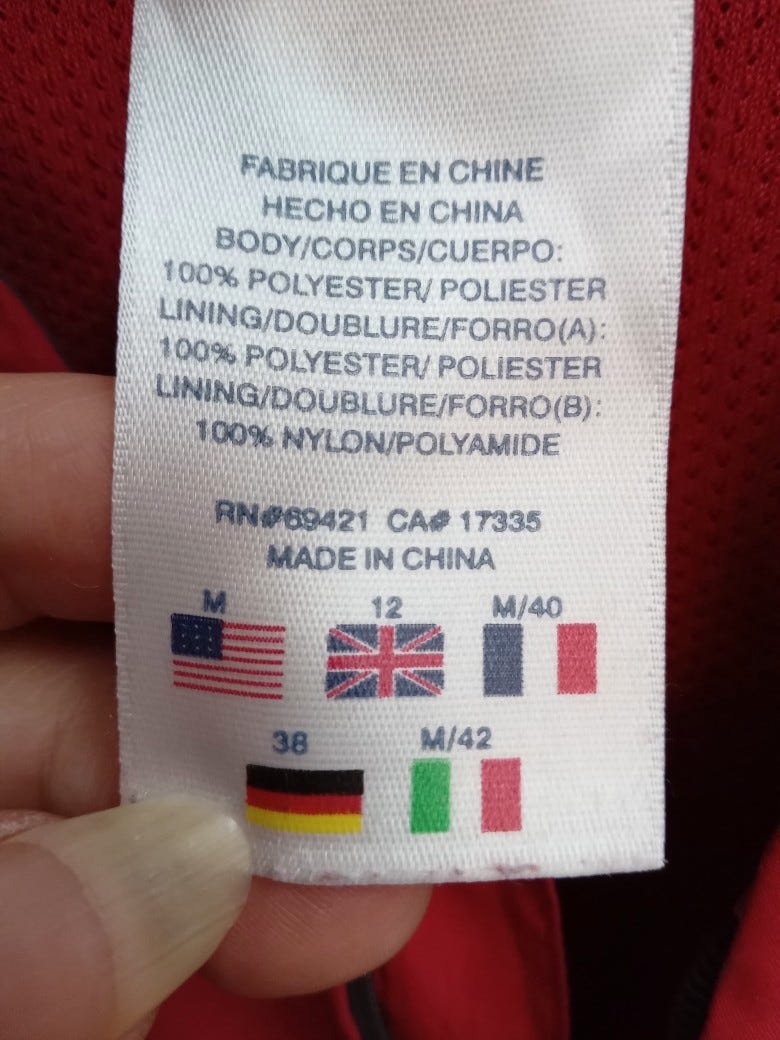 FABRIQUE EN CHINE
HECHO EN CHINA
BODY/CORPS/CUERPO:
100% POLYESTER/ POLIESTER
LINING/DOUBLURE/FORRO(A):
100% POLYESTER/ POLIESTER
LINING/DOUBLURE/FORRO(B):
100% NYLON/POLYAMIDE
RN#69421 CA# 17335
MADE IN CHINA
M 12 M/40
38 M/42